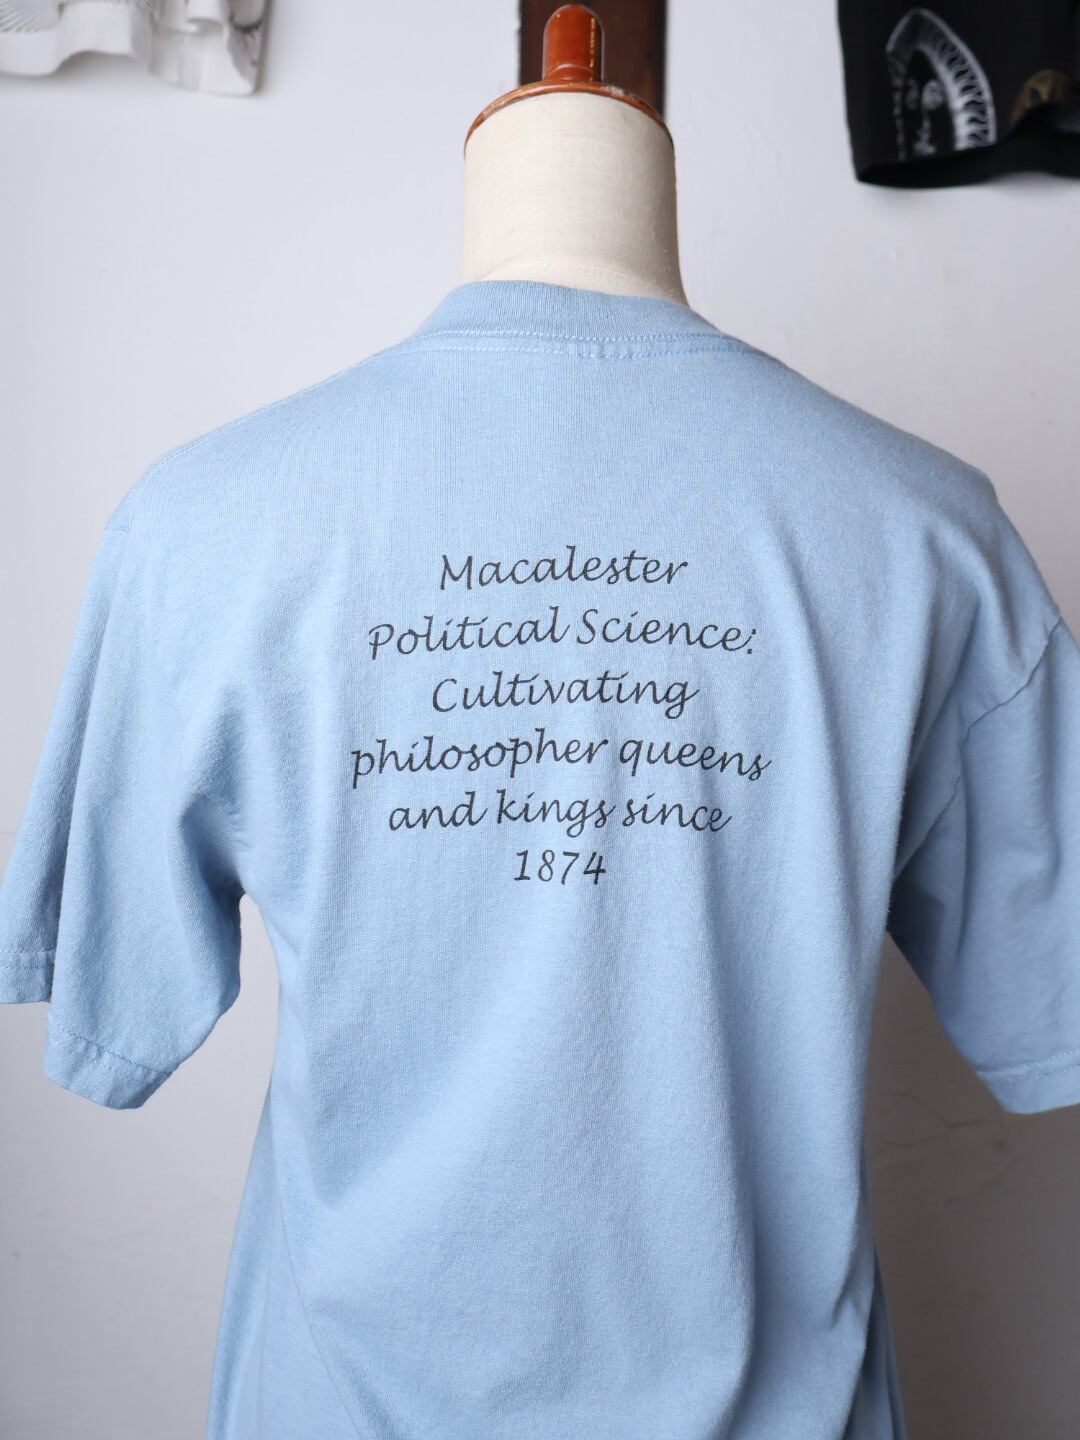 Macalester
Political Science:
Cultivating
philosopher queens
and kings since
1874